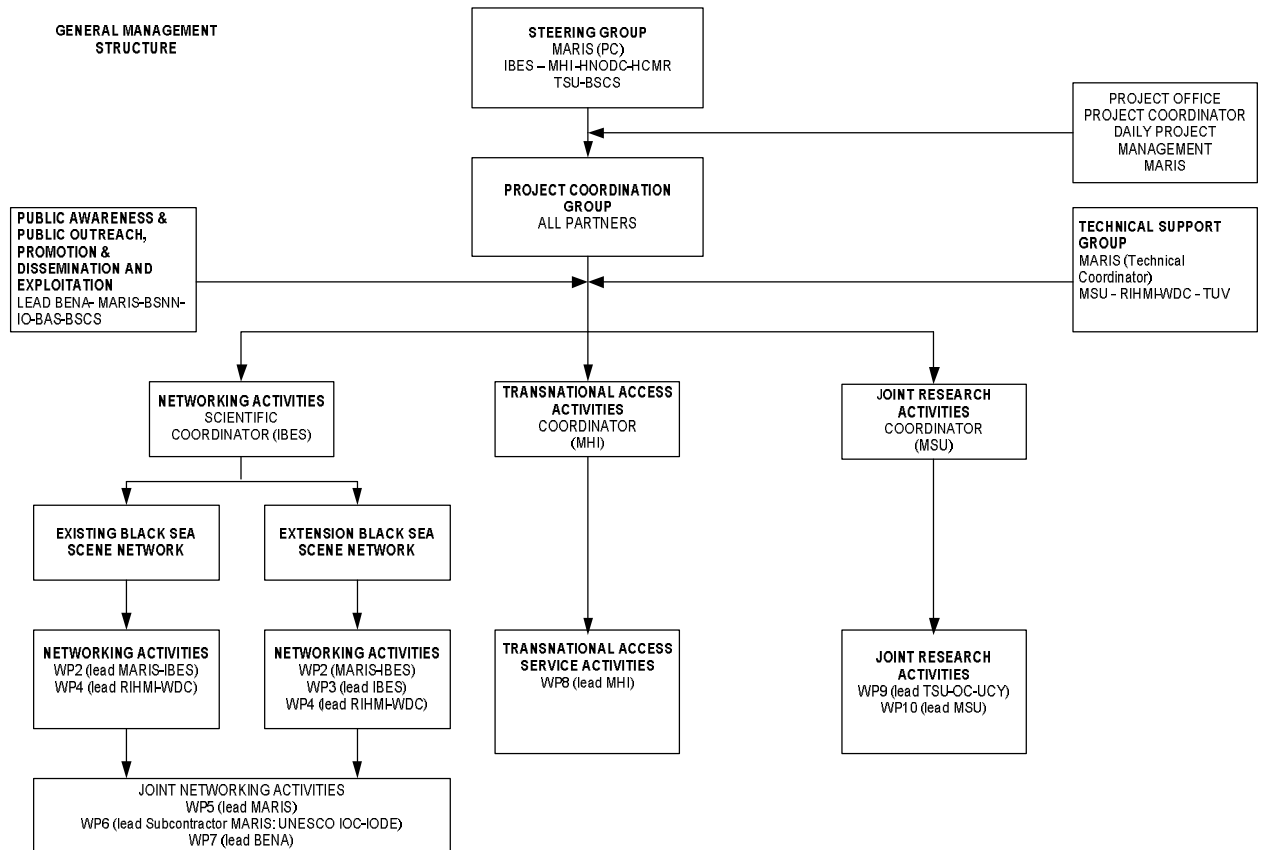 GENERAL MANAGEMENT
STRUCTURE
STEERING GROUP
MARIS (PC)
IBES – MHI-HNODC-HCMR
TSU-BSCS
PROJECT OFFICE
PROJECT COORDINATOR
DAILY PROJECT
MANAGEMENT
MARIS
PROJECT COORDINATION
GROUP
ALL PARTNERS
PUBLIC AWARENESS &
PUBLIC OUTREACH,
PROMOTION &
DISSEMINATION AND
EXPLOITATION
LEAD BENA- MARIS-BSNN-
IO-BAS-BSCS
TECHNICAL SUPPORT
GROUP
MARIS (Technical
Coordinator)
MSU – RIHMI-WDC - TUV
NETWORKING ACTIVITIES
SCIENTIFIC
COORDINATOR (IBES)
TRANSNATIONAL ACCESS
ACTIVITIES
COORDINATOR
(MHI)
JOINT RESEARCH
ACTIVITIES
COORDINATOR
(MSU)
EXISTING BLACK SEA
SCENE NETWORK
EXTENSION BLACK SEA
SCENE NETWORK
NETWORKING ACTIVITIES
WP2 (lead MARIS-IBES)
WP4 (lead RIHMI-WDC)
NETWORKING ACTIVITIES
WP2 (MARIS-IBES)
WP3 (lead IBES)
WP4 (lead RIHMI-WDC)
TRANSNATIONAL ACCESS
SERVICE ACTIVITIES
WP8 (lead MHI)
JOINT RESEARCH
ACTIVITIES
WP9 (lead TSU-OC-UCY)
WP10 (lead MSU)
JOINT NETWORKING ACTIVITIES
WP5 (lead MARIS)
WP6 (lead Subcontractor MARIS: UNESCO IOC-IODE)
WP7 (lead BENA)